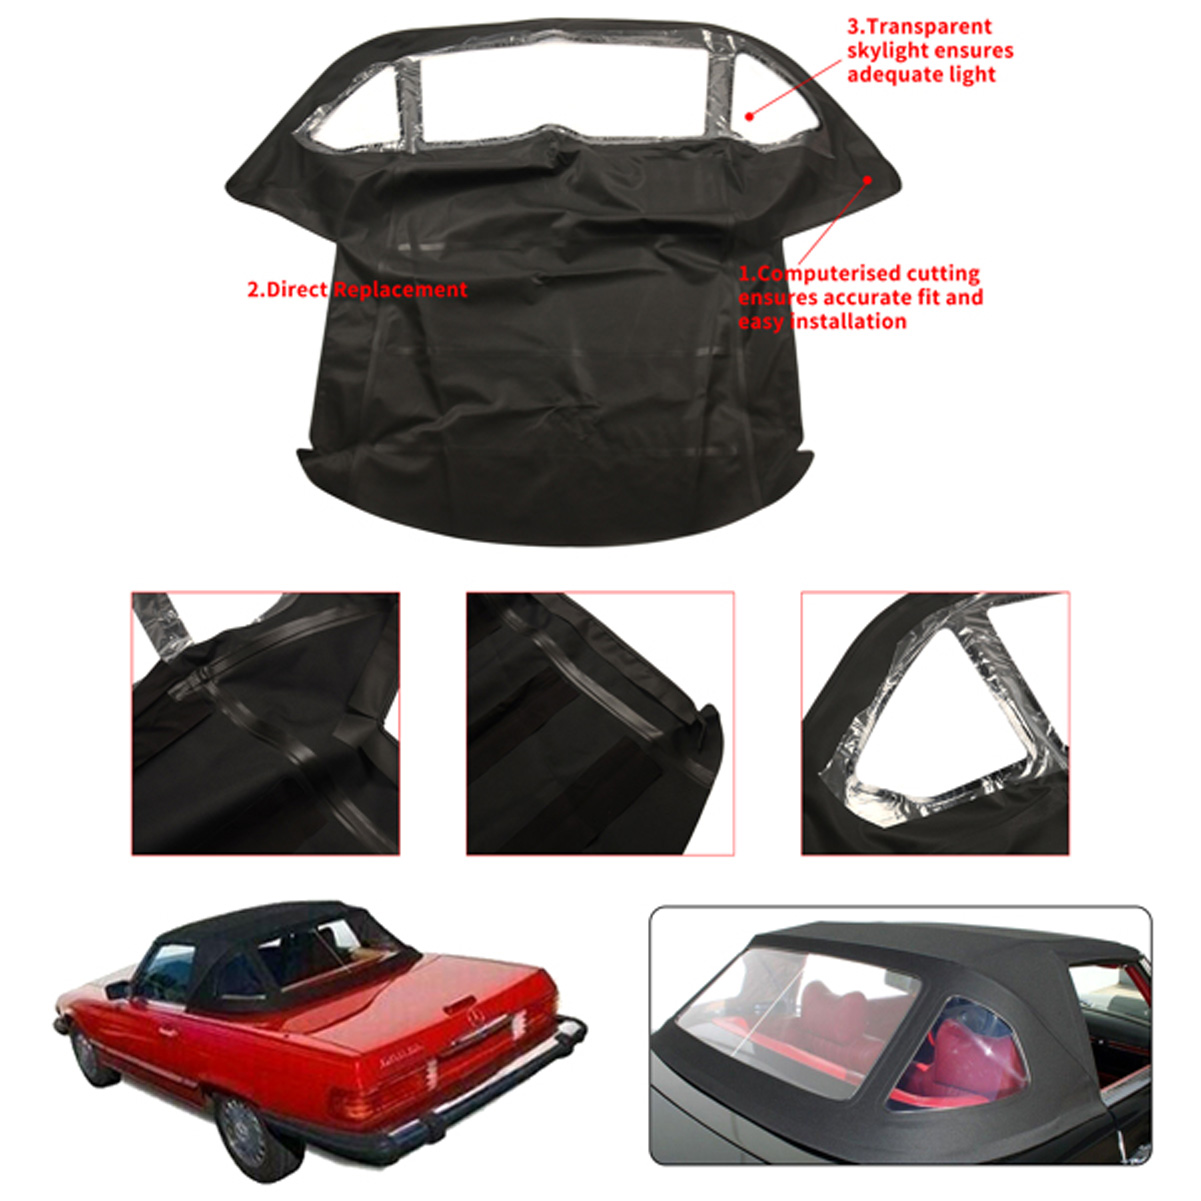 3.Transparent
skylight ensures
adequate light
1.Computerised cutting
ensures accurate fit and
easy installation
2.Direct Replacement